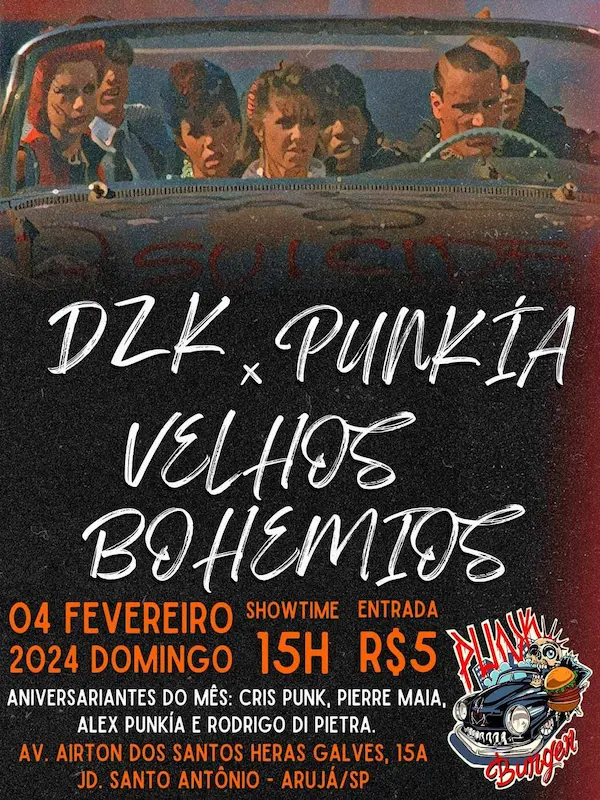 SUICIDE
DZK x PUNKÍA
VELHOS
BOHEMIOS
04 FEVEREIRO
2024 DOMINGO
SHOWTIME
15H
ENTRADA
R$5
ANIVERSARIANTES DO MÊS: CRIS PUNK, PIERRE MAIA,
ALEX PUNKÍA E RODRIGO DI PIETRA.
AV. AIRTON DOS SANTOS HERAS GALVES, 15A
JD. SANTO ANTÔNIO - ARUJÁ/SP
PUNK
Burger